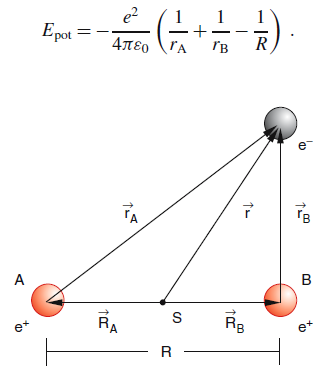 E_pot = − e²/(4πε₀) (1/r_A + 1/r_B − 1/R) .
e⁻
r⃗_A r⃗ r⃗_B
A B
S
e⁺ R⃗_A R⃗_B e⁺
R